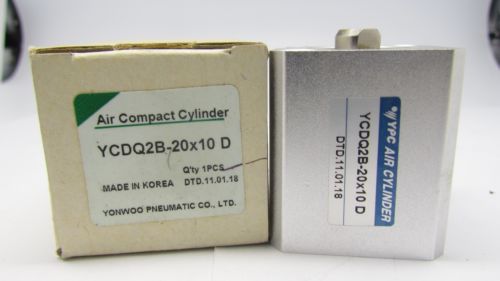 Air Compact Cylinder
YCDQ2B-20x10 D
Q'ty 1PCS
MADE IN KOREA DTD.11.01.18
YONWOO PNEUMATIC CO., LTD.
YPC AIR CYLINDER
YCDQ2B-20x10 D
DTD.11.01.18